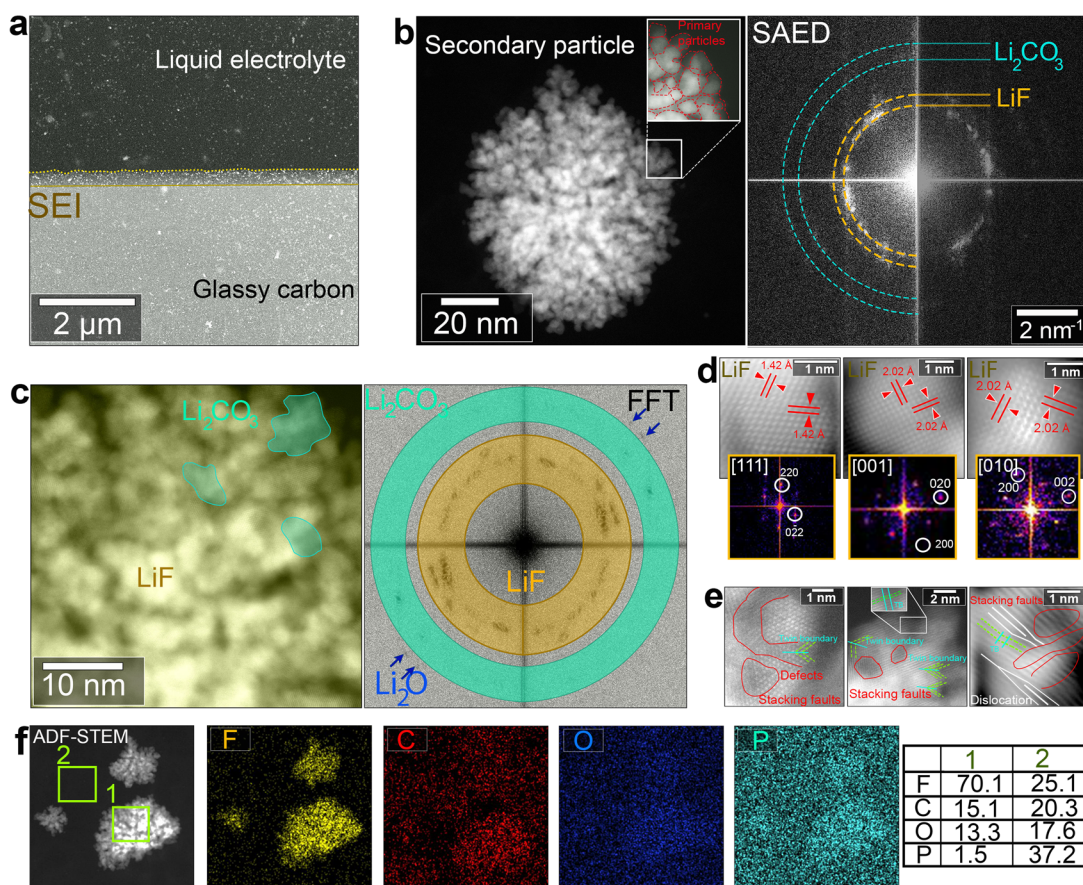 a
Liquid electrolyte
SEI
Glassy carbon
2 μm
b
Secondary particle
Primary
particles
20 nm
SAED
Li2CO3
LiF
2 nm-1
c
Li2CO3
LiF
10 nm
Li2CO3
FFT
LiF
Li2O
d
LiF
1 nm
1.42 Å
1.42 Å
[111]
220
022
LiF
1 nm
2.02 Å
2.02 Å
[001]
020
200
LiF
1 nm
2.02 Å
2.02 Å
[010]
200
002
e
1 nm
boundary
Defects
Stacking faults
2 nm
Twin boundary
boundary
Stacking faults
Stacking faults
1 nm
Dislocation
f
ADF-STEM
2
1
F
C
O
P
1 2
F 70.1 25.1
C 15.1 20.3
O 13.3 17.6
P 1.5 37.2